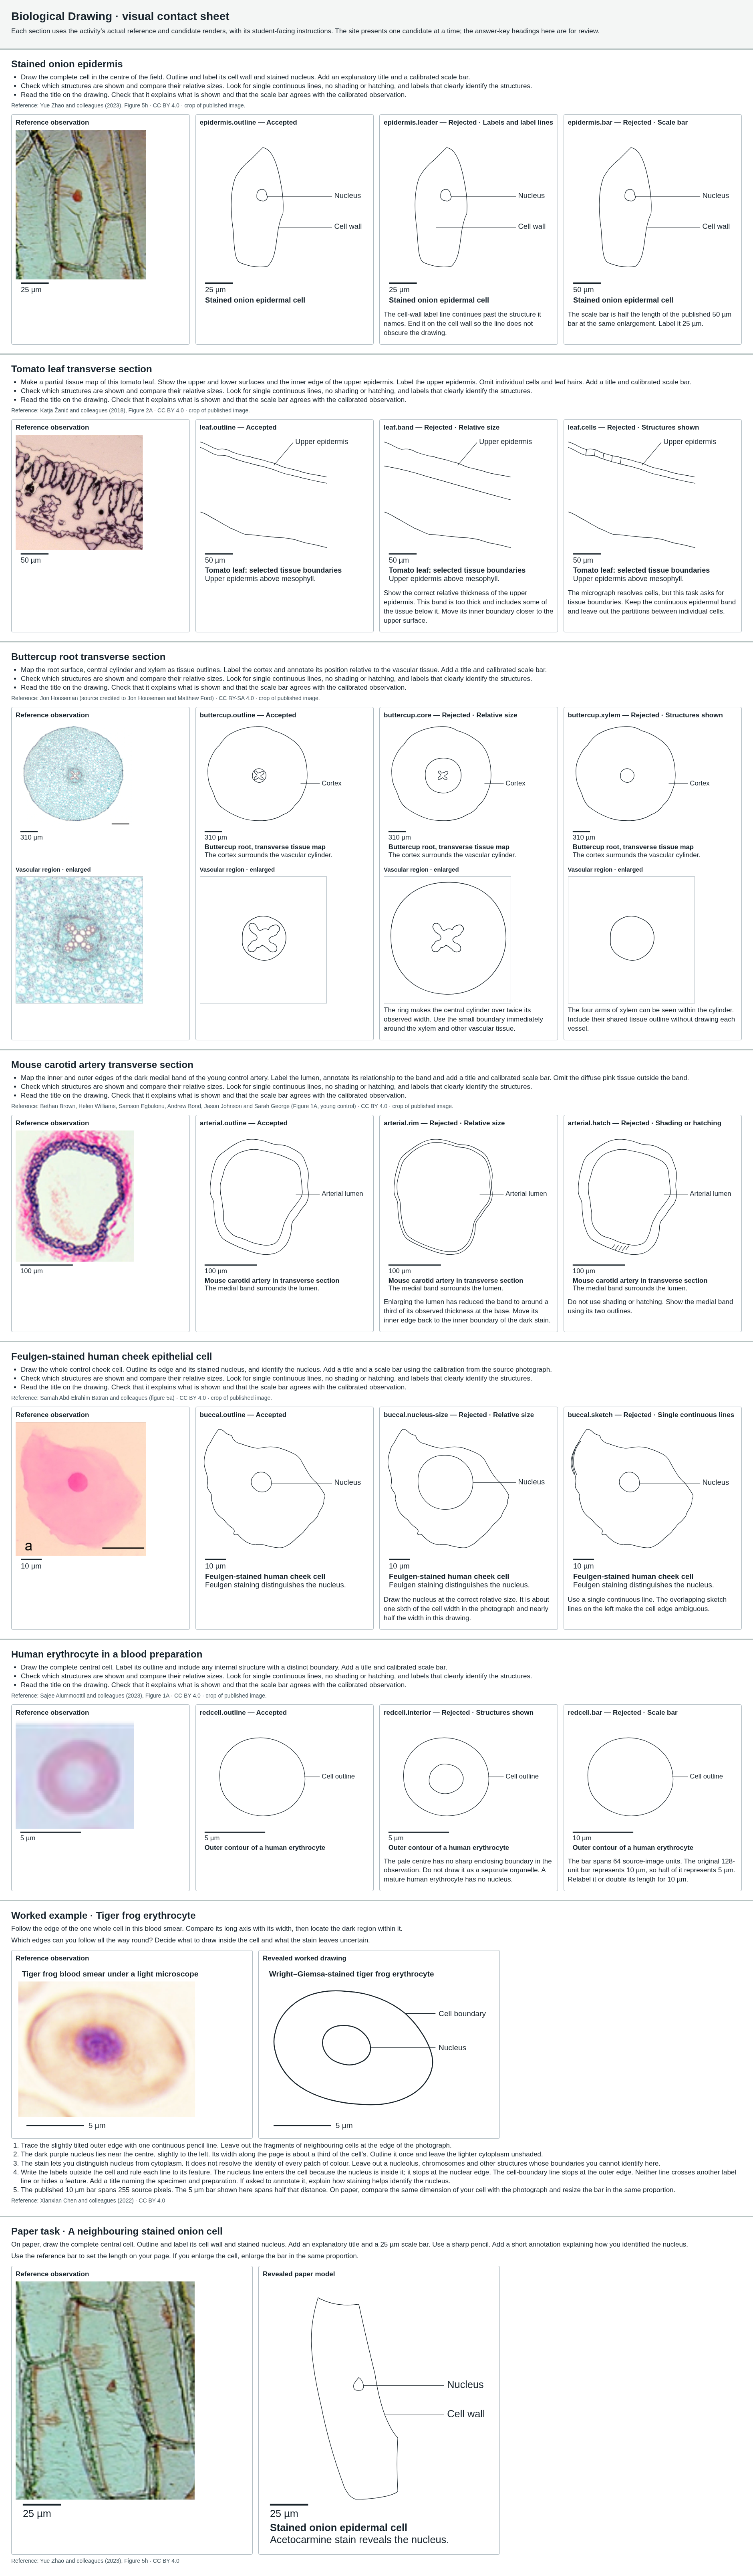 Biological Drawing · visual contact sheet
Each section uses the activity's actual reference and candidate renders, with its student-facing instructions. The site presents one candidate at a time; the answer-key headings here are for review.
Stained onion epidermis
• Draw the complete cell in the centre of the field. Outline and label its cell wall and stained nucleus. Add an explanatory title and a calibrated scale bar.
• Check which structures are shown and compare their relative sizes. Look for single continuous lines, no shading or hatching, and labels that clearly identify the structures.
• Read the title on the drawing. Check that it explains what is shown and that the scale bar agrees with the calibrated observation.
Reference: Yue Zhao and colleagues (2023), Figure 5h · CC BY 4.0 · crop of published image.
Reference observation
25 µm
epidermis.outline — Accepted
Nucleus
Cell wall
25 µm
Stained onion epidermal cell
epidermis.leader — Rejected · Labels and label lines
Nucleus
Cell wall
25 µm
Stained onion epidermal cell
The cell-wall label line continues past the structure it
names. End it on the cell wall so the line does not
obscure the drawing.
epidermis.bar — Rejected · Scale bar
Nucleus
Cell wall
50 µm
Stained onion epidermal cell
The scale bar is half the length of the published 50 µm
bar at the same enlargement. Label it 25 µm.
Tomato leaf transverse section
• Make a partial tissue map of this tomato leaf. Show the upper and lower surfaces and the inner edge of the upper epidermis. Label the upper epidermis. Omit individual cells and leaf hairs. Add a title and calibrated scale bar.
• Check which structures are shown and compare their relative sizes. Look for single continuous lines, no shading or hatching, and labels that clearly identify the structures.
• Read the title on the drawing. Check that it explains what is shown and that the scale bar agrees with the calibrated observation.
Reference: Katja Žanić and colleagues (2018), Figure 2A · CC BY 4.0 · crop of published image.
Reference observation
50 µm
leaf.outline — Accepted
Upper epidermis
50 µm
Tomato leaf: selected tissue boundaries
Upper epidermis above mesophyll.
leaf.band — Rejected · Relative size
Upper epidermis
50 µm
Tomato leaf: selected tissue boundaries
Upper epidermis above mesophyll.
Show the correct relative thickness of the upper
epidermis. This band is too thick and includes some of
the tissue below it. Move its inner boundary closer to the
upper surface.
leaf.cells — Rejected · Structures shown
Upper epidermis
50 µm
Tomato leaf: selected tissue boundaries
Upper epidermis above mesophyll.
The micrograph resolves cells, but this task asks for
tissue boundaries. Keep the continuous epidermal band
and leave out the partitions between individual cells.
Buttercup root transverse section
• Map the root surface, central cylinder and xylem as tissue outlines. Label the cortex and annotate its position relative to the vascular tissue. Add a title and calibrated scale bar.
• Check which structures are shown and compare their relative sizes. Look for single continuous lines, no shading or hatching, and labels that clearly identify the structures.
• Read the title on the drawing. Check that it explains what is shown and that the scale bar agrees with the calibrated observation.
Reference: Jon Houseman (source credited to Jon Houseman and Matthew Ford) · CC BY-SA 4.0 · crop of published image.
Reference observation
310 µm
Vascular region · enlarged
buttercup.outline — Accepted
Cortex
310 µm
Buttercup root, transverse tissue map
The cortex surrounds the vascular cylinder.
Vascular region · enlarged
buttercup.core — Rejected · Relative size
Cortex
310 µm
Buttercup root, transverse tissue map
The cortex surrounds the vascular cylinder.
Vascular region · enlarged
The ring makes the central cylinder over twice its
observed width. Use the small boundary immediately
around the xylem and other vascular tissue.
buttercup.xylem — Rejected · Structures shown
Cortex
310 µm
Buttercup root, transverse tissue map
The cortex surrounds the vascular cylinder.
Vascular region · enlarged
The four arms of xylem can be seen within the cylinder.
Include their shared tissue outline without drawing each
vessel.
Mouse carotid artery transverse section
• Map the inner and outer edges of the dark medial band of the young control artery. Label the lumen, annotate its relationship to the band and add a title and calibrated scale bar. Omit the diffuse pink tissue outside the band.
• Check which structures are shown and compare their relative sizes. Look for single continuous lines, no shading or hatching, and labels that clearly identify the structures.
• Read the title on the drawing. Check that it explains what is shown and that the scale bar agrees with the calibrated observation.
Reference: Bethan Brown, Helen Williams, Samson Egbulonu, Andrew Bond, Jason Johnson and Sarah George (Figure 1A, young control) · CC BY 4.0 · crop of published image.
Reference observation
100 µm
arterial.outline — Accepted
Arterial lumen
100 µm
Mouse carotid artery in transverse section
The medial band surrounds the lumen.
arterial.rim — Rejected · Relative size
Arterial lumen
100 µm
Mouse carotid artery in transverse section
The medial band surrounds the lumen.
Enlarging the lumen has reduced the band to around a
third of its observed thickness at the base. Move its
inner edge back to the inner boundary of the dark stain.
arterial.hatch — Rejected · Shading or hatching
Arterial lumen
100 µm
Mouse carotid artery in transverse section
The medial band surrounds the lumen.
Do not use shading or hatching. Show the medial band
using its two outlines.
Feulgen-stained human cheek epithelial cell
• Draw the whole control cheek cell. Outline its edge and its stained nucleus, and identify the nucleus. Add a title and a scale bar using the calibration from the source photograph.
• Check which structures are shown and compare their relative sizes. Look for single continuous lines, no shading or hatching, and labels that clearly identify the structures.
• Read the title on the drawing. Check that it explains what is shown and that the scale bar agrees with the calibrated observation.
Reference: Samah Abd-Elrahim Batran and colleagues (figure 5a) · CC BY 4.0 · crop of published image.
Reference observation
a
10 µm
buccal.outline — Accepted
Nucleus
10 µm
Feulgen-stained human cheek cell
Feulgen staining distinguishes the nucleus.
buccal.nucleus-size — Rejected · Relative size
Nucleus
10 µm
Feulgen-stained human cheek cell
Feulgen staining distinguishes the nucleus.
Draw the nucleus at the correct relative size. It is about
one sixth of the cell width in the photograph and nearly
half the width in this drawing.
buccal.sketch — Rejected · Single continuous lines
Nucleus
10 µm
Feulgen-stained human cheek cell
Feulgen staining distinguishes the nucleus.
Use a single continuous line. The overlapping sketch
lines on the left make the cell edge ambiguous.
Human erythrocyte in a blood preparation
• Draw the complete central cell. Label its outline and include any internal structure with a distinct boundary. Add a title and calibrated scale bar.
• Check which structures are shown and compare their relative sizes. Look for single continuous lines, no shading or hatching, and labels that clearly identify the structures.
• Read the title on the drawing. Check that it explains what is shown and that the scale bar agrees with the calibrated observation.
Reference: Sajee Alummoottil and colleagues (2023), Figure 1A · CC BY 4.0 · crop of published image.
Reference observation
5 µm
redcell.outline — Accepted
Cell outline
5 µm
Outer contour of a human erythrocyte
redcell.interior — Rejected · Structures shown
Cell outline
5 µm
Outer contour of a human erythrocyte
The pale centre has no sharp enclosing boundary in the
observation. Do not draw it as a separate organelle. A
mature human erythrocyte has no nucleus.
redcell.bar — Rejected · Scale bar
Cell outline
10 µm
Outer contour of a human erythrocyte
The bar spans 64 source-image units. The original 128-
unit bar represents 10 µm, so half of it represents 5 µm.
Relabel it or double its length for 10 µm.
Worked example · Tiger frog erythrocyte
Follow the edge of the one whole cell in this blood smear. Compare its long axis with its width, then locate the dark region within it.
Which edges can you follow all the way round? Decide what to draw inside the cell and what the stain leaves uncertain.
Reference observation
Tiger frog blood smear under a light microscope
5 µm
Revealed worked drawing
Wright–Giemsa-stained tiger frog erythrocyte
Cell boundary
Nucleus
5 µm
1. Trace the slightly tilted outer edge with one continuous pencil line. Leave out the fragments of neighbouring cells at the edge of the photograph.
2. The dark purple nucleus lies near the centre, slightly to the left. Its width along the page is about a third of the cell's. Outline it once and leave the lighter cytoplasm unshaded.
3. The stain lets you distinguish nucleus from cytoplasm. It does not resolve the identity of every patch of colour. Leave out a nucleolus, chromosomes and other structures whose boundaries you cannot identify here.
4. Write the labels outside the cell and rule each line to its feature. The nucleus line enters the cell because the nucleus is inside it; it stops at the nuclear edge. The cell-boundary line stops at the outer edge. Neither line crosses another label
line or hides a feature. Add a title naming the specimen and preparation. If asked to annotate it, explain how staining helps identify the nucleus.
5. The published 10 µm bar spans 255 source pixels. The 5 µm bar shown here spans half that distance. On paper, compare the same dimension of your cell with the photograph and resize the bar in the same proportion.
Reference: Xianxian Chen and colleagues (2022) · CC BY 4.0
Paper task · A neighbouring stained onion cell
On paper, draw the complete central cell. Outline and label its cell wall and stained nucleus. Add an explanatory title and a 25 µm scale bar. Use a sharp pencil. Add a short annotation explaining how you identified the nucleus.
Use the reference bar to set the length on your page. If you enlarge the cell, enlarge the bar in the same proportion.
Reference observation
25 µm
Revealed paper model
Nucleus
Cell wall
25 µm
Stained onion epidermal cell
Acetocarmine stain reveals the nucleus.
Reference: Yue Zhao and colleagues (2023), Figure 5h · CC BY 4.0